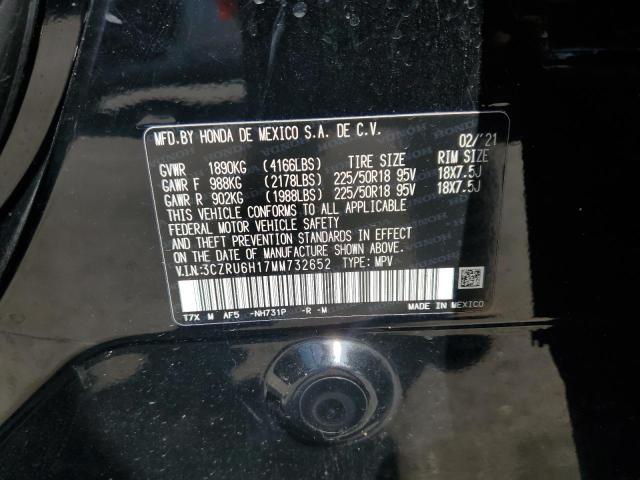 MFD.BY HONDA DE MEXICO S.A. DE C.V. 02/'21
GVWR 1890KG (4166LBS) TIRE SIZE RIM SIZE
GAWR F 988KG (2178LBS) 225/50R18 95V 18X7.5J
GAWR R 902KG (1988LBS) 225/50R18 95V 18X7.5J
THIS VEHICLE CONFORMS TO ALL APPLICABLE
FEDERAL MOTOR VEHICLE SAFETY
AND THEFT PREVENTION STANDARDS IN EFFECT
ON THE DATE OF MANUFACTURE SHOWN ABOVE.
V.I.N:3CZRU6H17MM732652 TYPE: MPV
T7X M AF5 -NH731P -R -M MADE IN MEXICO